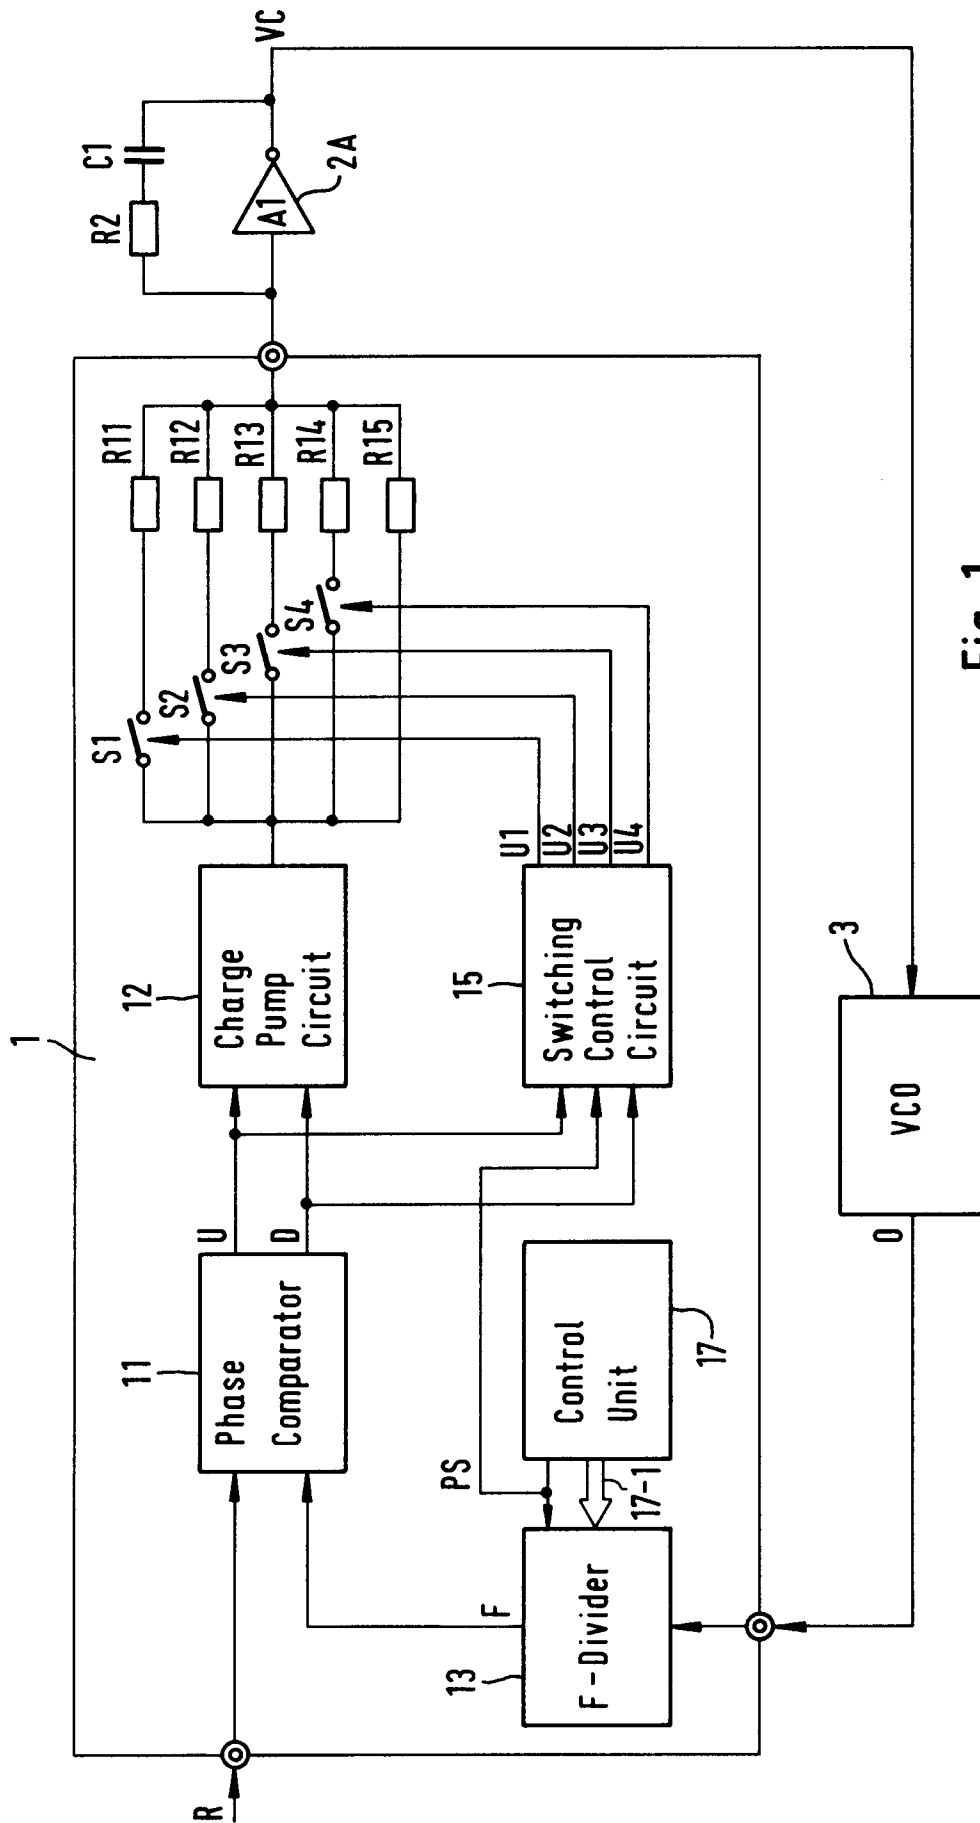 1
R
11
Phase
Comparator
U
D
12
Charge
Pump
Circuit
S1
S2
S3
S4
R11
R12
R13
R14
R15
R2
C1
A1
2A
VC
13
F-Divider
F
PS
17-1
Control
Unit
17
15
Switching
Control
Circuit
U1
U2
U3
U4
O
VCO
3
Fig. 1